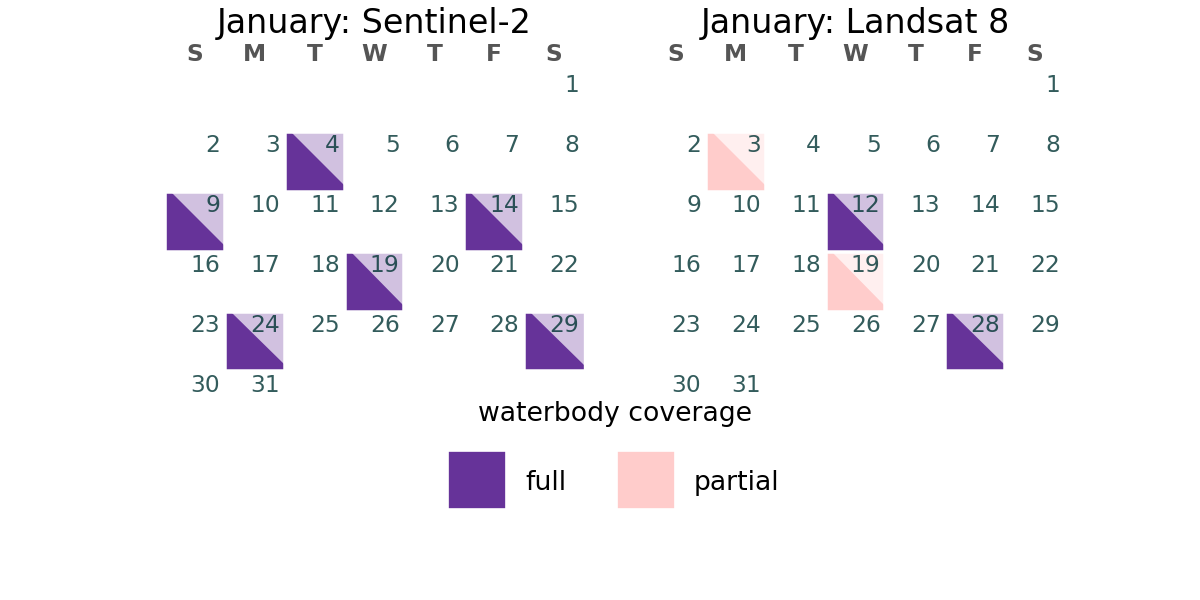 January: Sentinel-2
S M T W T F S
1
2 3 4 5 6 7 8
9 10 11 12 13 14 15
16 17 18 19 20 21 22
23 24 25 26 27 28 29
30 31
January: Landsat 8
S M T W T F S
1
2 3 4 5 6 7 8
9 10 11 12 13 14 15
16 17 18 19 20 21 22
23 24 25 26 27 28 29
30 31
waterbody coverage
full
partial